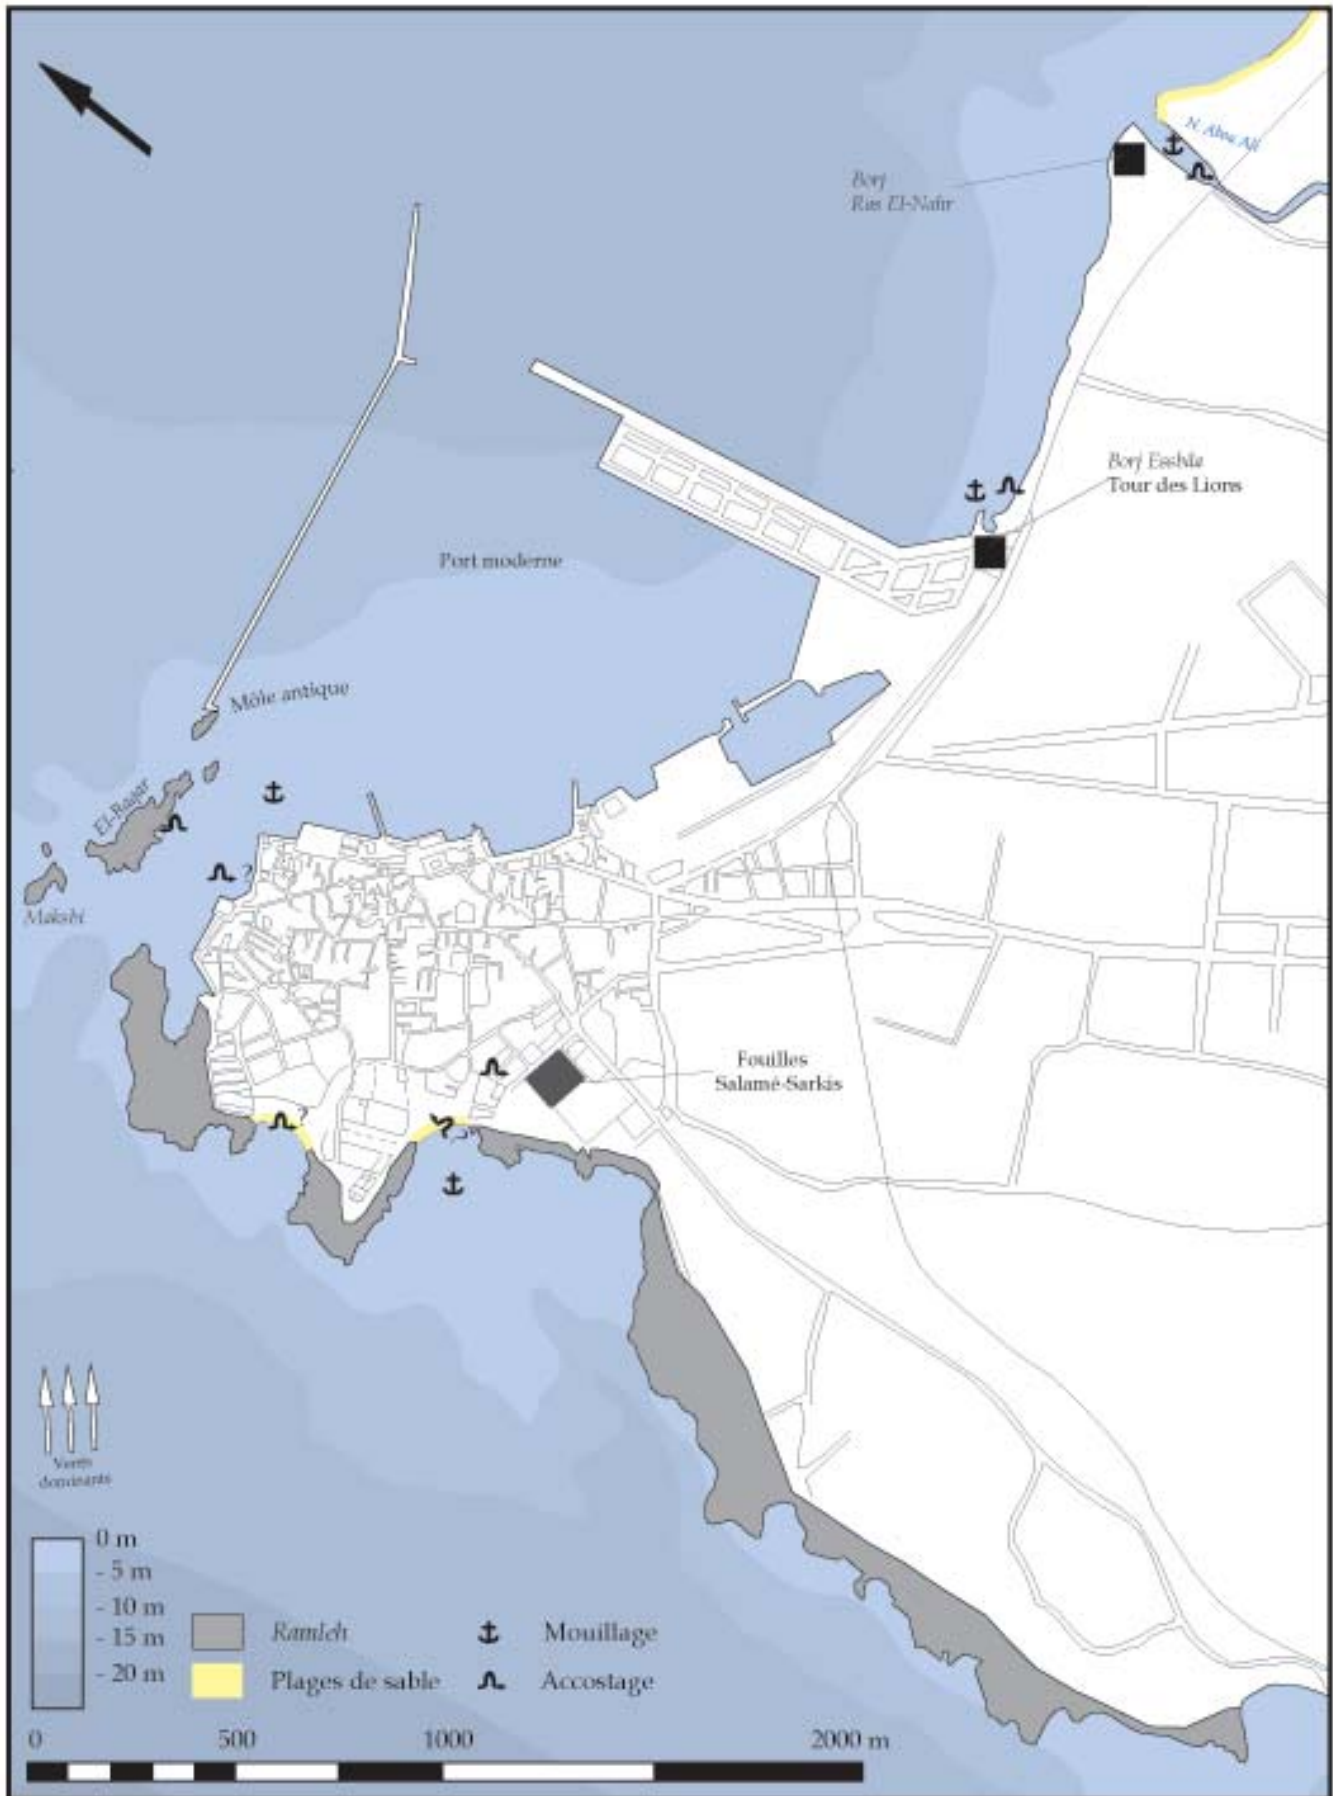 N. Abou Ali
Borj
Ras El-Nahr
Borj Essbâa
Tour des Lions
Port moderne
Môle antique
El-Baqar
?
Makshi
Fouilles
Salamé-Sarkis
?
?
Vents
dominants
0 m
- 5 m
- 10 m
- 15 m
- 20 m
Ramleh
Plages de sable
Mouillage
Accostage
0 500 1000 2000 m